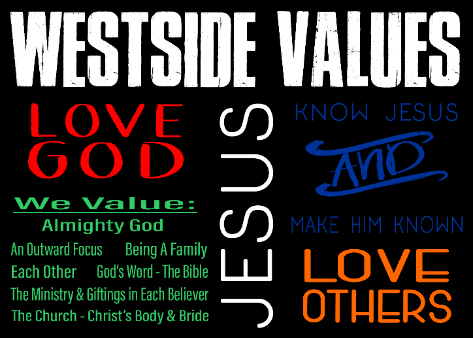 WESTSIDE VALUES
LOVE
GOD
We Value:
Almighty God
An Outward Focus Being A Family
Each Other God's Word - The Bible
The Ministry & Giftings in Each Believer
The Church - Christ's Body & Bride
JESUS
KNOW JESUS
AND
MAKE HIM KNOWN
LOVE
OTHERS